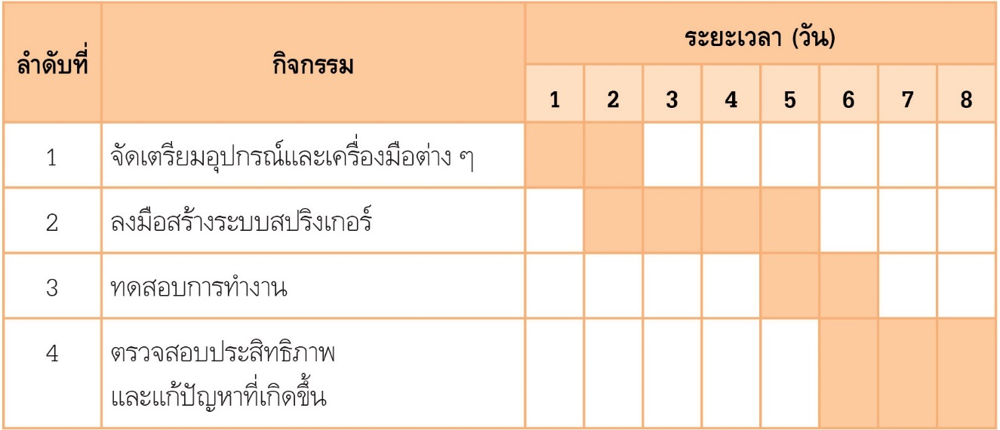 ลำดับที่ กิจกรรม ระยะเวลา (วัน)
1 2 3 4 5 6 7 8
1 จัดเตรียมอุปกรณ์และเครื่องมือต่าง ๆ
2 ลงมือสร้างระบบสปริงเกอร์
3 ทดสอบการทำงาน
4 ตรวจสอบประสิทธิภาพ
และแก้ปัญหาที่เกิดขึ้น